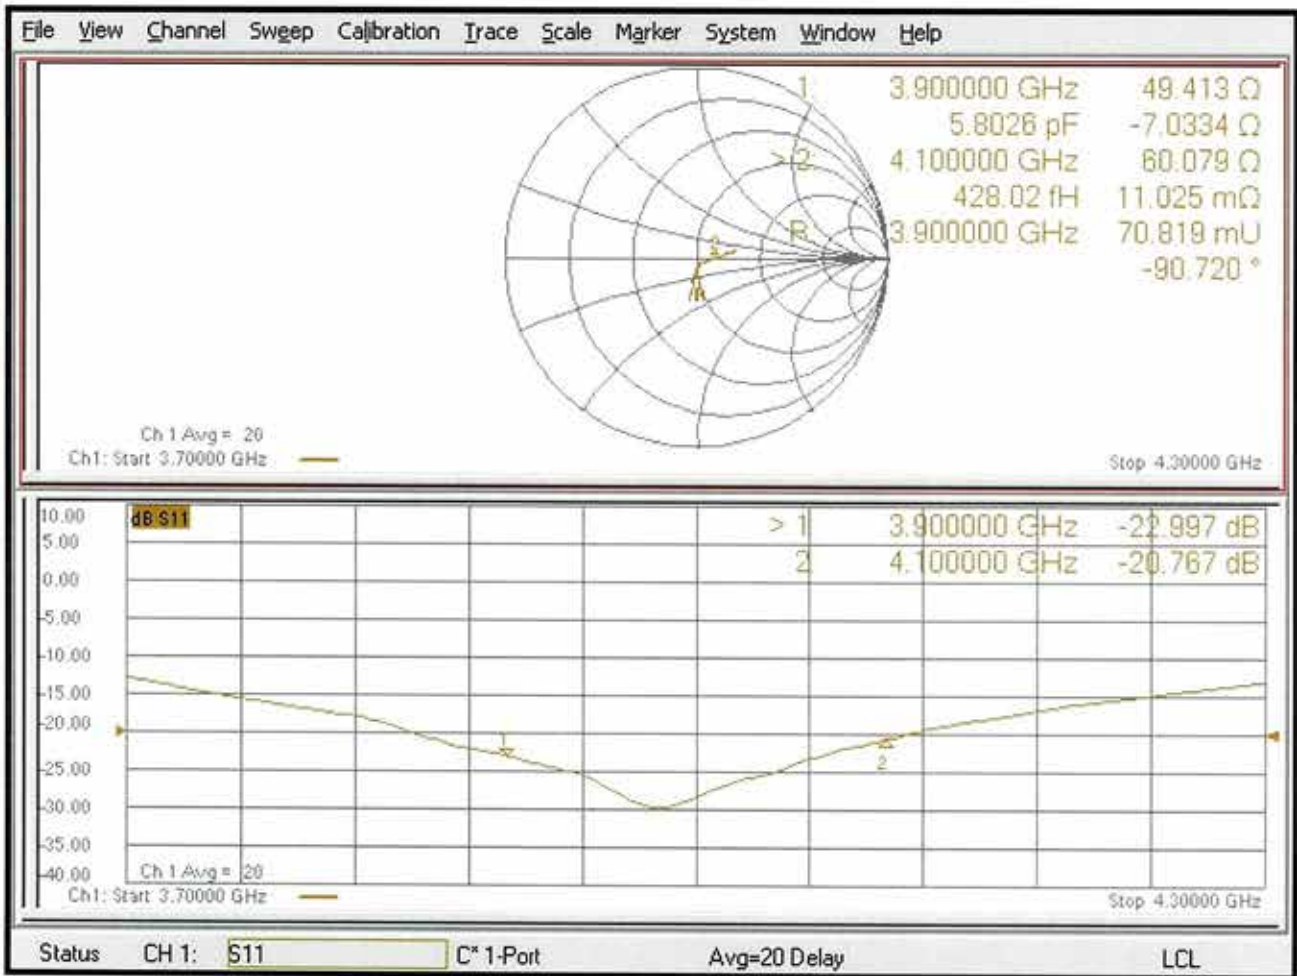 File View Channel Sweep Calibration Trace Scale Marker System Window Help
1: 3.900000 GHz 49.413 Ω
5.8026 pF -7.0334 Ω
> 2: 4.100000 GHz 60.079 Ω
428.02 fH 11.025 mΩ
R: 3.900000 GHz 70.819 mU
-90.720 °
2
Ch 1 Avg = 20
Ch1: Start 3.70000 GHz
Stop 4.30000 GHz
10.00 dB S11 > 1 3.900000 GHz -22.997 dB
5.00 2 4.100000 GHz -20.767 dB
0.00
-5.00
-10.00
-15.00
-20.00
1
2
-25.00
-30.00
-35.00
-40.00
Ch 1 Avg = 20
Ch1: Start 3.70000 GHz
Stop 4.30000 GHz
Status CH 1: S11 C* 1-Port Avg=20 Delay LCL